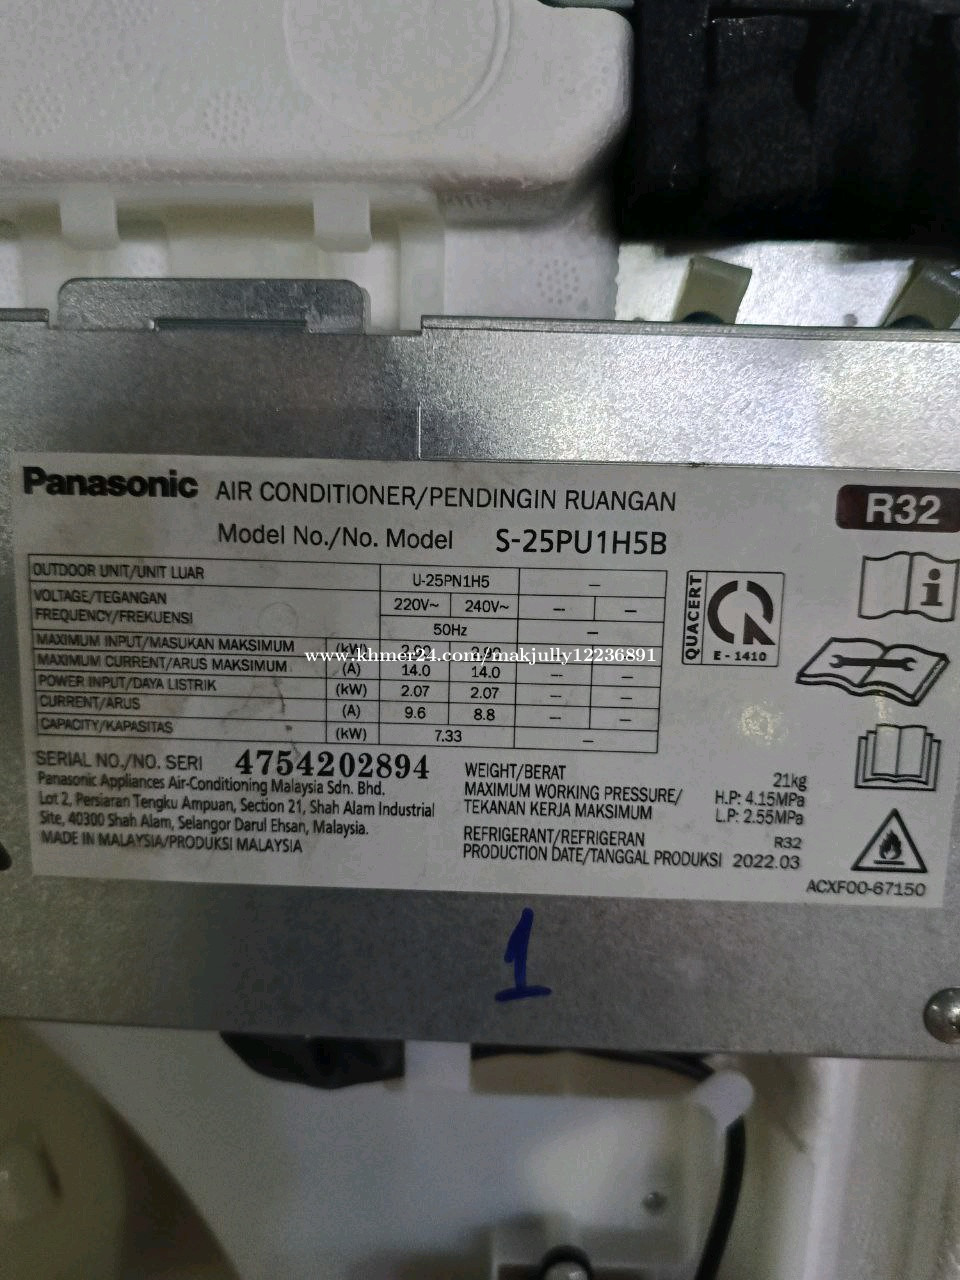 Panasonic AIR CONDITIONER/PENDINGIN RUANGAN R32
Model No./No. Model S-25PU1H5B
OUTDOOR UNIT/UNIT LUAR U-25PN1H5 –
VOLTAGE/TEGANGAN 220V~ 240V~ – –
FREQUENCY/FREKUENSI 50Hz –
MAXIMUM INPUT/MASUKAN MAKSIMUM (kW)
www.khmer24.com/makjully12236891
MAXIMUM CURRENT/ARUS MAKSIMUM (A) 14.0 14.0 – –
POWER INPUT/DAYA LISTRIK (kW) 2.07 2.07 – –
CURRENT/ARUS (A) 9.6 8.8 – –
CAPACITY/KAPASITAS (kW) 7.33 –
QUACERT
E - 1410
SERIAL NO./NO. SERI 4754202894
Panasonic Appliances Air-Conditioning Malaysia Sdn. Bhd.
Lot 2, Persiaran Tengku Ampuan, Section 21, Shah Alam Industrial
Site, 40300 Shah Alam, Selangor Darul Ehsan, Malaysia.
MADE IN MALAYSIA/PRODUKSI MALAYSIA
WEIGHT/BERAT 21kg
MAXIMUM WORKING PRESSURE/ H.P: 4.15MPa
TEKANAN KERJA MAKSIMUM L.P: 2.55MPa
REFRIGERANT/REFRIGERAN R32
PRODUCTION DATE/TANGGAL PRODUKSI 2022.03
ACXF00-67150
1